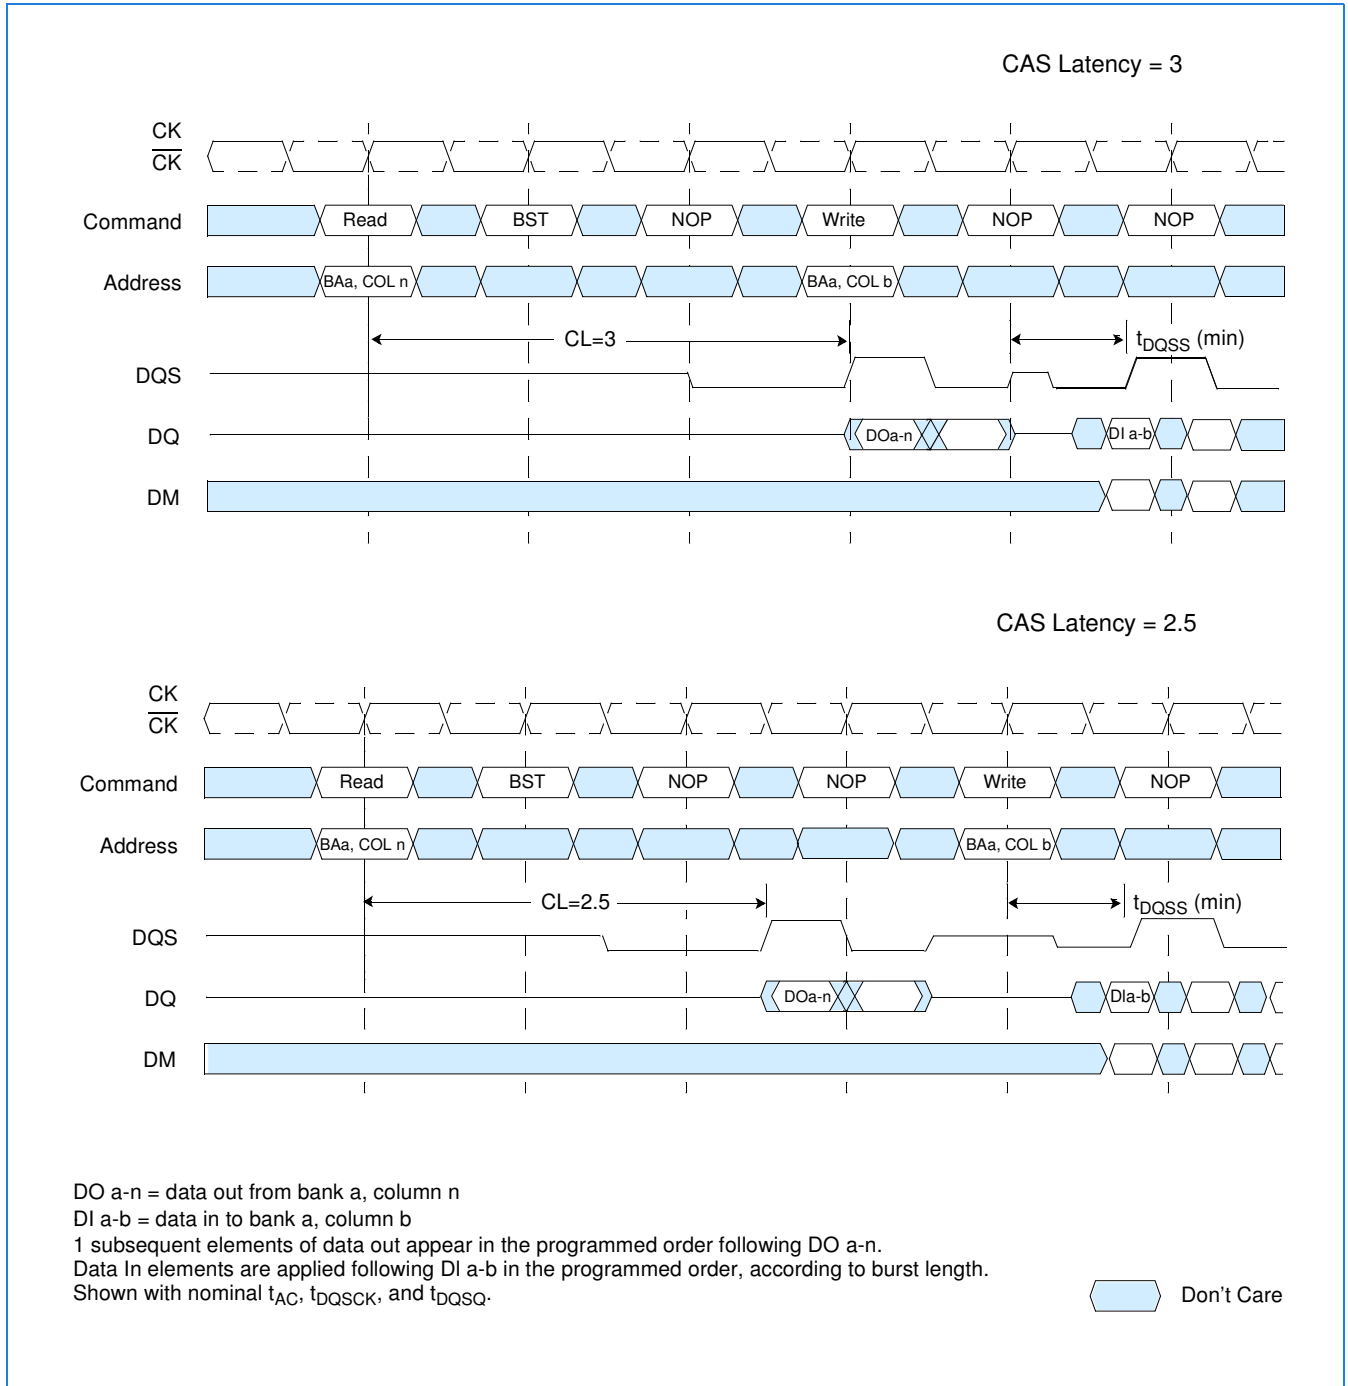 CAS Latency = 3
CK
CK
Command Read BST NOP Write NOP NOP
Address BAa, COL n BAa, COL b
CL=3 tDQSS (min)
DQS
DQ DOa-n DI a-b
DM
CAS Latency = 2.5
CK
CK
Command Read BST NOP NOP Write NOP
Address BAa, COL n BAa, COL b
CL=2.5 tDQSS (min)
DQS
DQ DOa-n DIa-b
DM
DO a-n = data out from bank a, column n
DI a-b = data in to bank a, column b
1 subsequent elements of data out appear in the programmed order following DO a-n.
Data In elements are applied following DI a-b in the programmed order, according to burst length.
Shown with nominal tAC, tDQSCK, and tDQSQ.
Don't Care